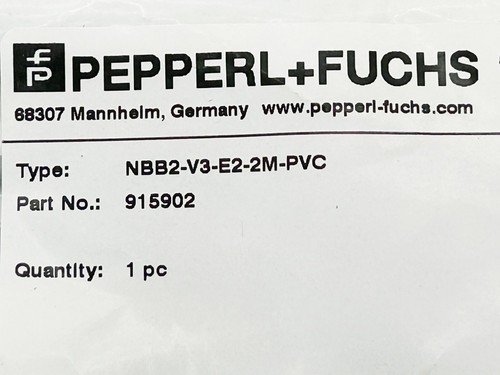 fp PEPPERL+FUCHS
68307 Mannheim, Germany www.pepperl-fuchs.com
Type: NBB2-V3-E2-2M-PVC
Part No.: 915902
Quantity: 1 pc